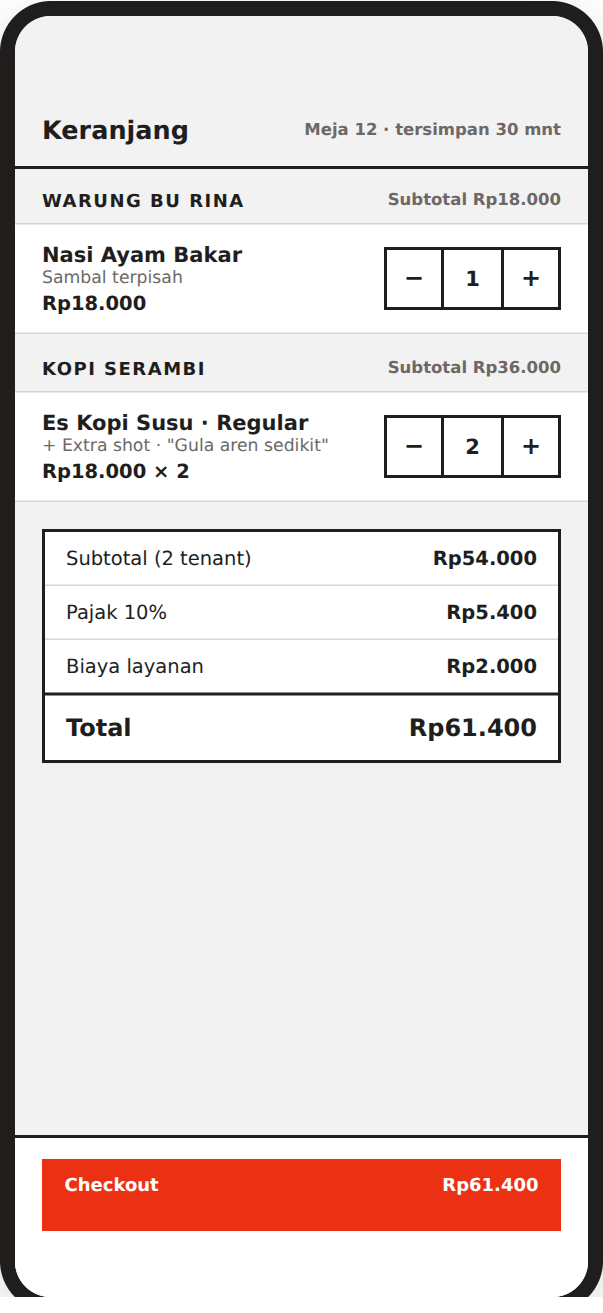 Keranjang
Meja 12 · tersimpan 30 mnt
WARUNG BU RINA
Subtotal Rp18.000
Nasi Ayam Bakar
Sambal terpisah
Rp18.000
− 1 +
KOPI SERAMBI
Subtotal Rp36.000
Es Kopi Susu · Regular
+ Extra shot · "Gula aren sedikit"
Rp18.000 × 2
− 2 +
Subtotal (2 tenant) Rp54.000
Pajak 10% Rp5.400
Biaya layanan Rp2.000
Total Rp61.400
Checkout Rp61.400